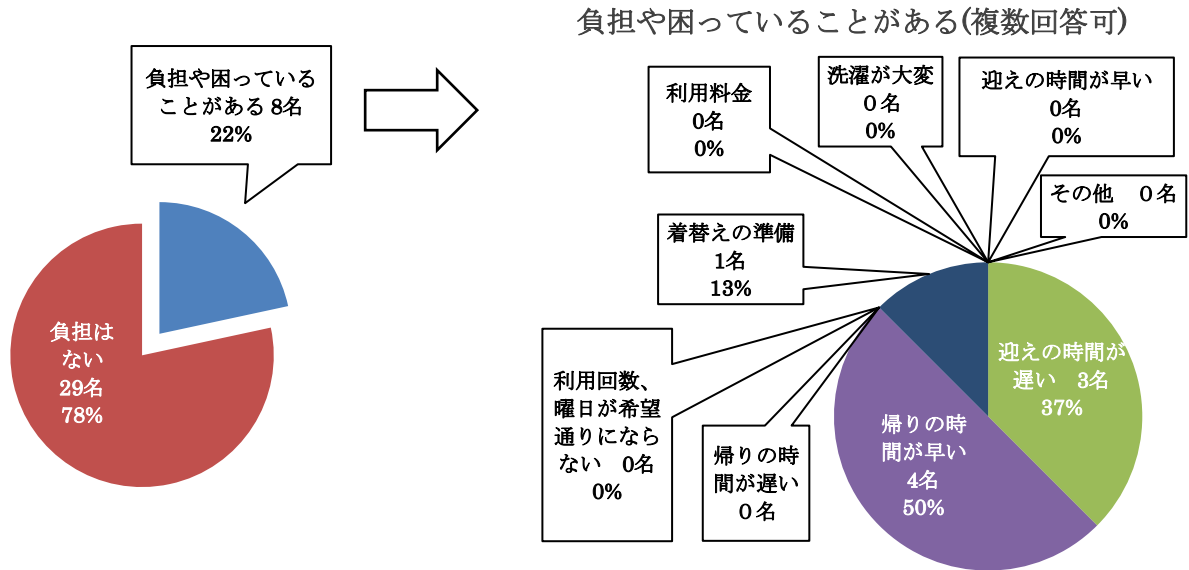 負担や困っていることがある(複数回答可)
負担や困っている
ことがある 8名
22%
負担は
ない
29名
78%
利用料金
0名
0%
洗濯が大変
０名
0%
迎えの時間が早い
0名
0%
その他　０名
0%
着替えの準備
1名
13%
迎えの時間が
遅い　3名
37%
利用回数、
曜日が希望
通りになら
ない　0名
0%
帰りの時
間が遅い
０名
帰りの時
間が早い
4名
50%